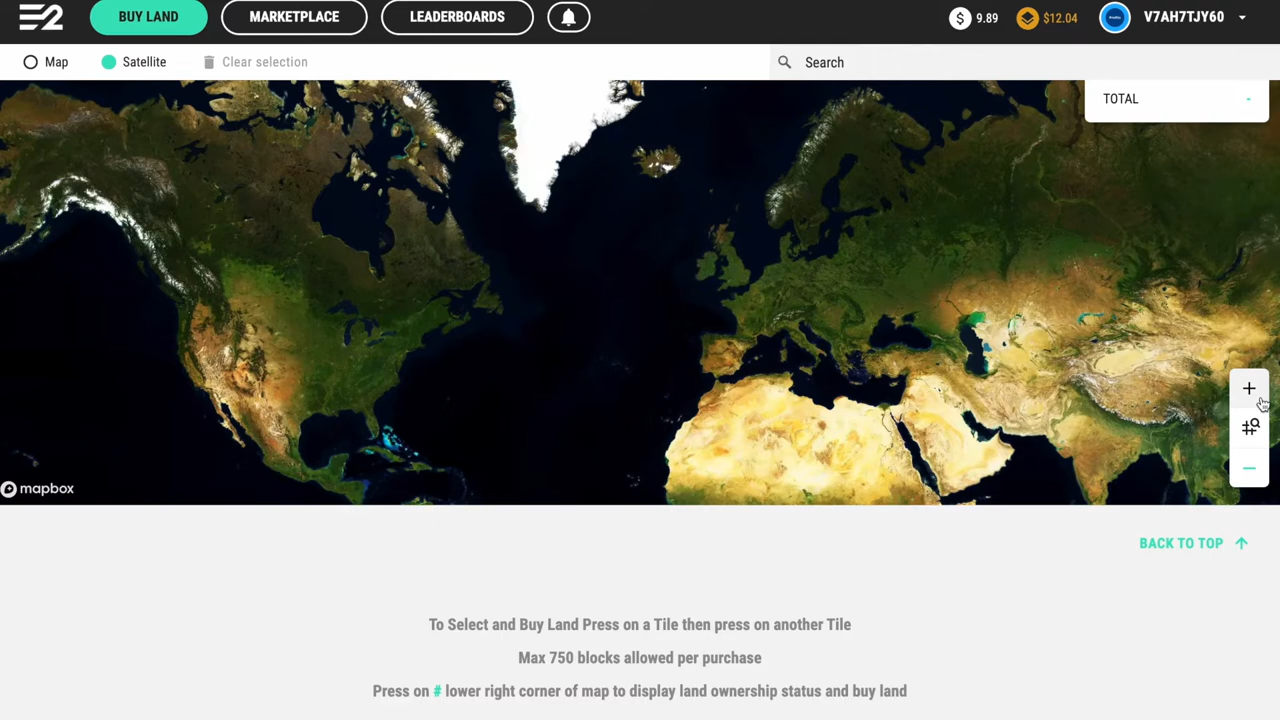 E2
BUY LAND
MARKETPLACE
LEADERBOARDS
$ 9.89
$12.04
V7AH7TJY60
Map
Satellite
Clear selection
Search
TOTAL
mapbox
BACK TO TOP
To Select and Buy Land Press on a Tile then press on another Tile
Max 750 blocks allowed per purchase
Press on # lower right corner of map to display land ownership status and buy land